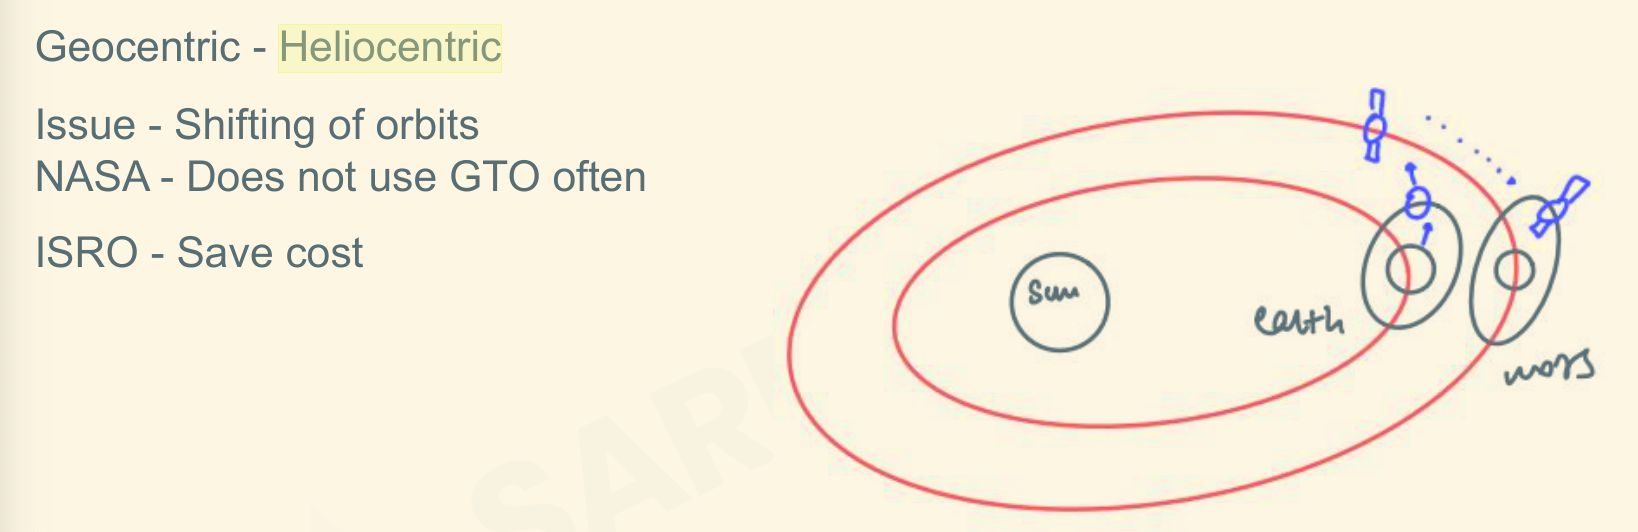 Geocentric - Heliocentric
Issue - Shifting of orbits
NASA - Does not use GTO often
ISRO - Save cost
Sun
earth
mars
SAR